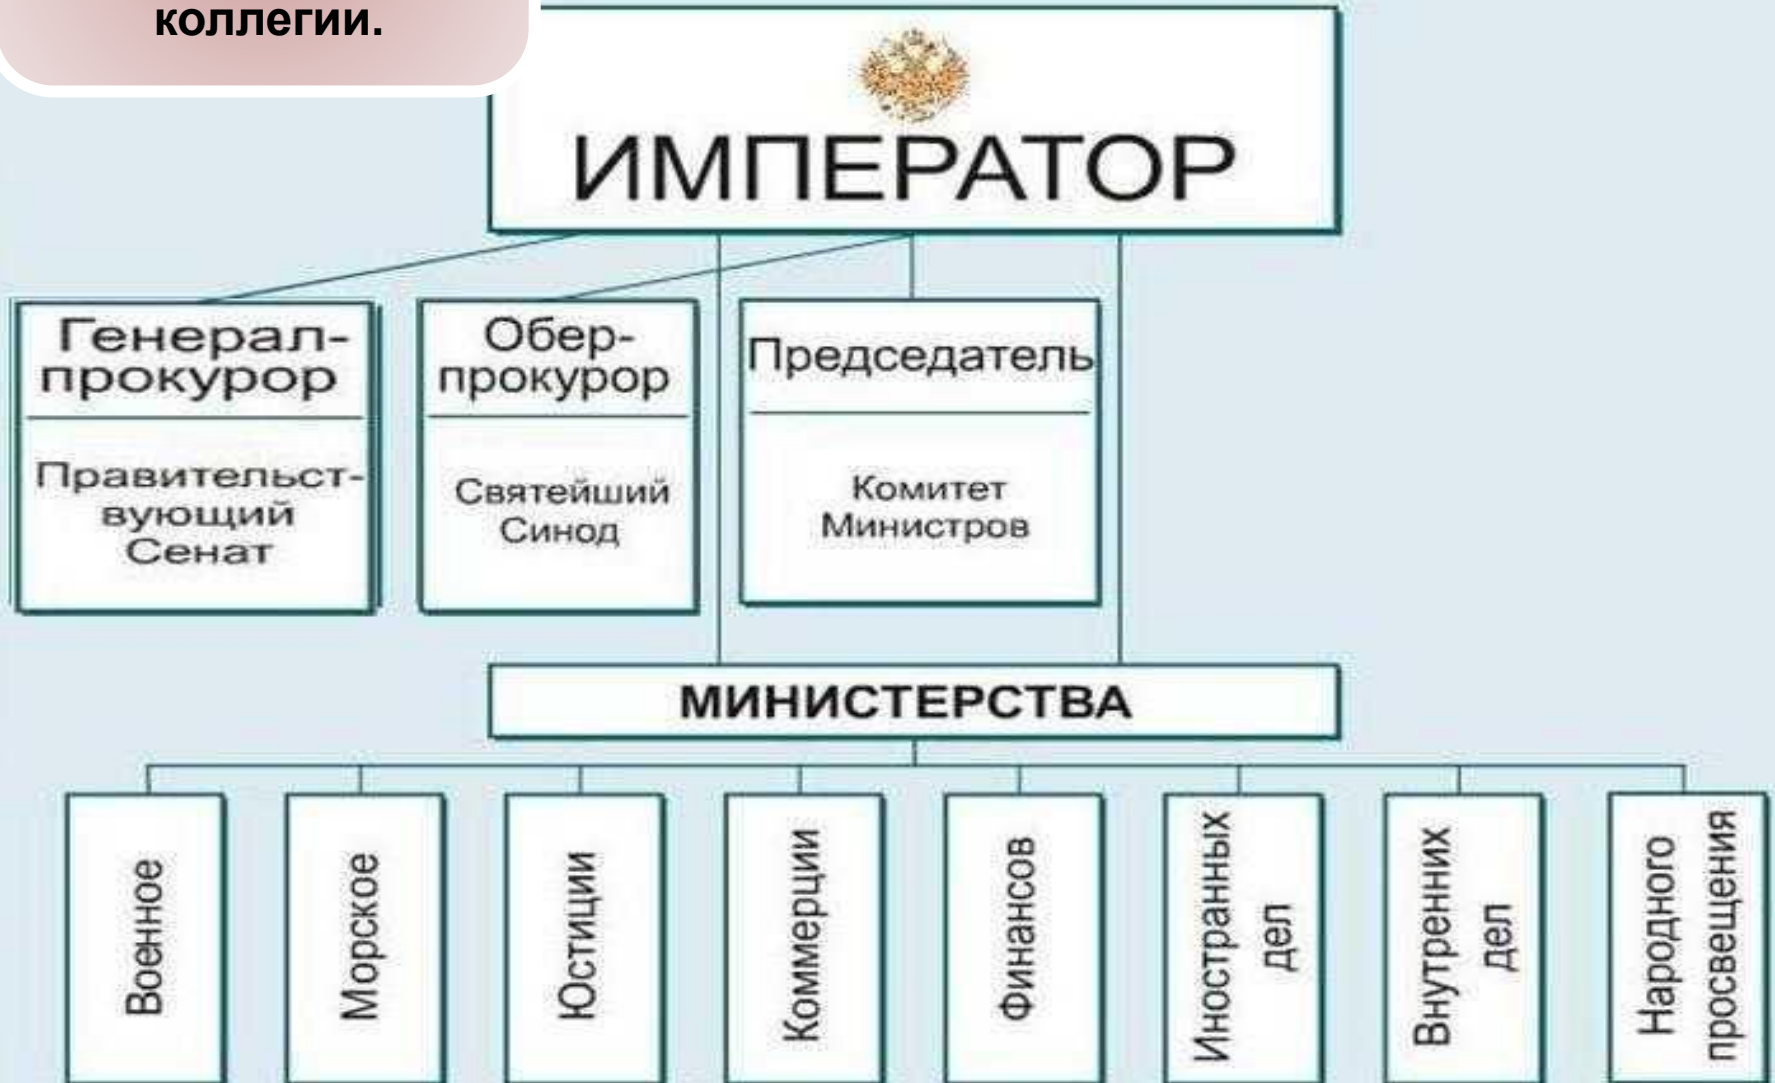 коллегии.
ИМПЕРАТОР
Генерал-
прокурор
Правительст-
вующий
Сенат
Обер-
прокурор
Святейший
Синод
Председатель
Комитет
Министров
МИНИСТЕРСТВА
Военное
Морское
Юстиции
Коммерции
Финансов
Иностранных
дел
Внутренних
дел
Народного
просвещения